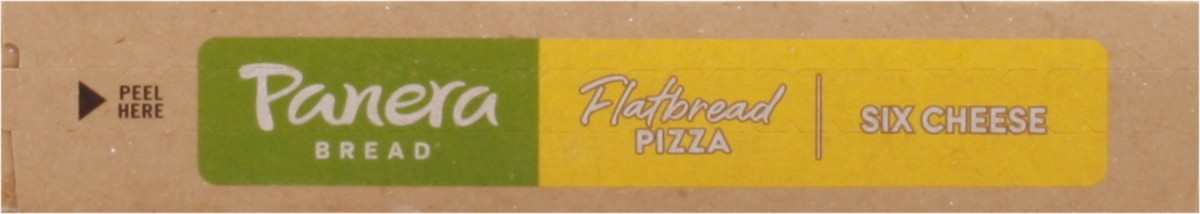 PEEL
HERE
Panera
BREAD
Flatbread
PIZZA
SIX CHEESE